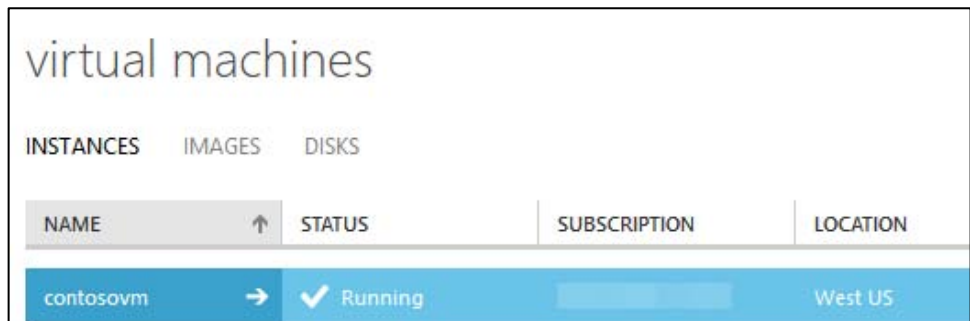 virtual machines
INSTANCES IMAGES DISKS
NAME STATUS SUBSCRIPTION LOCATION
contosovm Running West US